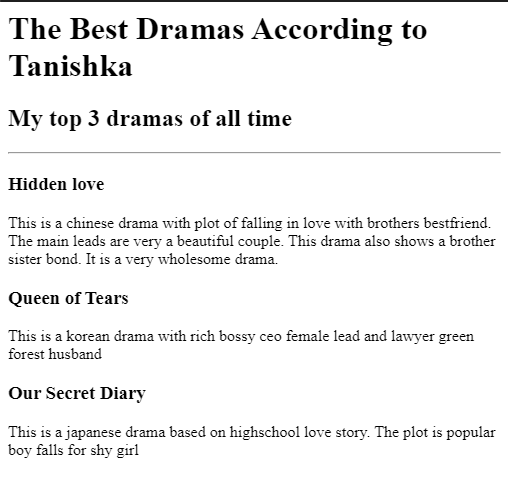 The Best Dramas According to
Tanishka
My top 3 dramas of all time
Hidden love
This is a chinese drama with plot of falling in love with brothers bestfriend.
The main leads are very a beautiful couple. This drama also shows a brother
sister bond. It is a very wholesome drama.
Queen of Tears
This is a korean drama with rich bossy ceo female lead and lawyer green
forest husband
Our Secret Diary
This is a japanese drama based on highschool love story. The plot is popular
boy falls for shy girl